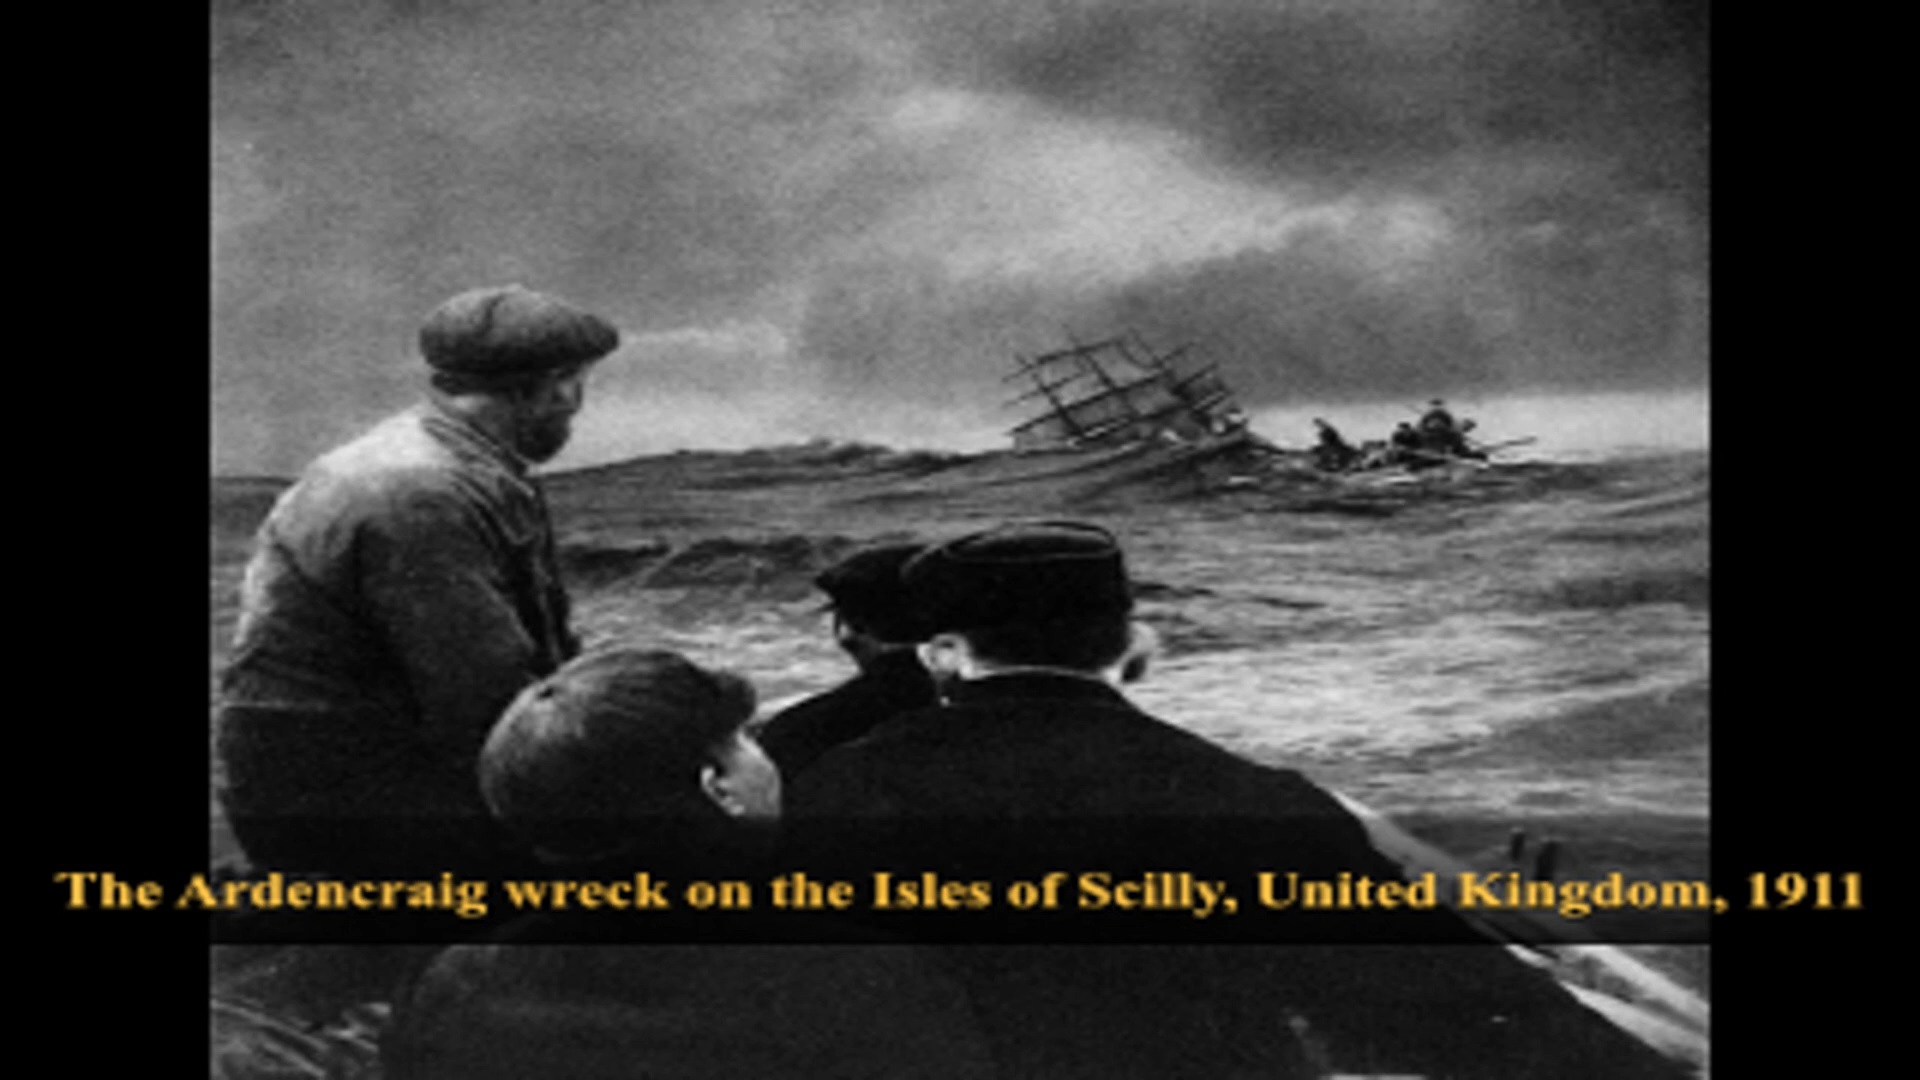 The Ardencraig wreck on the Isles of Scilly, United Kingdom, 1911